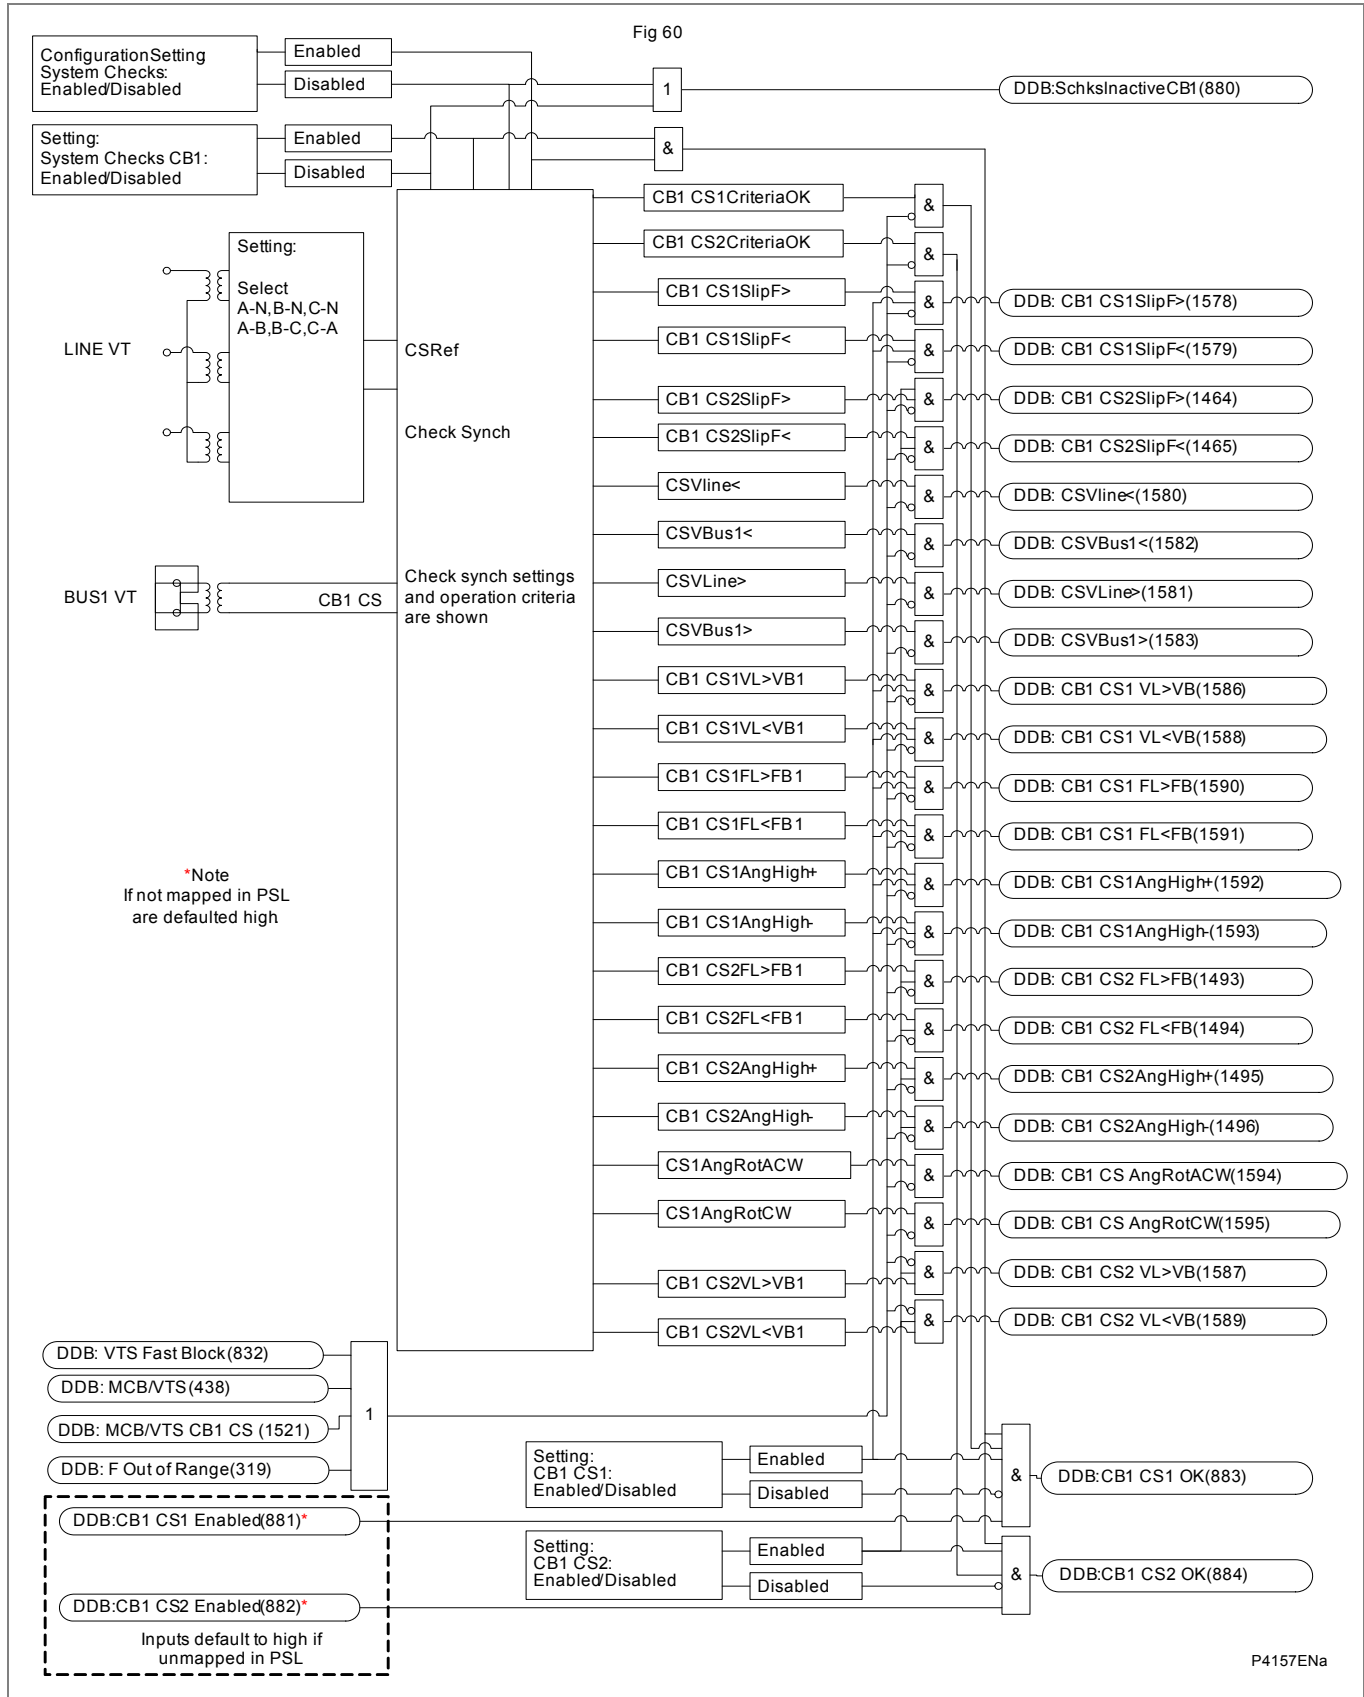 Fig 60
ConfigurationSetting
System Checks:
Enabled/Disabled
Enabled
Disabled
1
DDB:SchksInactiveCB1(880)
Setting:
System Checks CB1:
Enabled/Disabled
Enabled
Disabled
&
CB1 CS1CriteriaOK
&
CB1 CS2CriteriaOK
&
CB1 CS1SlipF>
&
DDB: CB1 CS1SlipF>(1578)
CB1 CS1SlipF<
&
DDB: CB1 CS1SlipF<(1579)
CB1 CS2SlipF>
&
DDB: CB1 CS2SlipF>(1464)
CB1 CS2SlipF<
&
DDB: CB1 CS2SlipF<(1465)
CSVline<
&
DDB: CSVline<(1580)
CSVBus1<
&
DDB: CSVBus1<(1582)
CSVLine>
&
DDB: CSVLine>(1581)
CSVBus1>
&
DDB: CSVBus1>(1583)
CB1 CS1VL>VB1
&
DDB: CB1 CS1 VL>VB(1586)
CB1 CS1VL<VB1
&
DDB: CB1 CS1 VL<VB(1588)
CB1 CS1FL>FB1
&
DDB: CB1 CS1 FL>FB(1590)
CB1 CS1FL<FB1
&
DDB: CB1 CS1 FL<FB(1591)
CB1 CS1AngHigh+
&
DDB: CB1 CS1AngHigh+(1592)
CB1 CS1AngHigh-
&
DDB: CB1 CS1AngHigh-(1593)
CB1 CS2FL>FB1
&
DDB: CB1 CS2 FL>FB(1493)
CB1 CS2FL<FB1
&
DDB: CB1 CS2 FL<FB(1494)
CB1 CS2AngHigh+
&
DDB: CB1 CS2AngHigh+(1495)
CB1 CS2AngHigh-
&
DDB: CB1 CS2AngHigh-(1496)
CS1AngRotACW
&
DDB: CB1 CS AngRotACW(1594)
CS1AngRotCW
&
DDB: CB1 CS AngRotCW(1595)
CB1 CS2VL>VB1
&
DDB: CB1 CS2 VL>VB(1587)
CB1 CS2VL<VB1
&
DDB: CB1 CS2 VL<VB(1589)
LINE VT
Setting:
Select
A-N,B-N,C-N
A-B,B-C,C-A
CSRef
Check Synch
BUS1 VT
CB1 CS
Check synch settings
and operation criteria
are shown
*Note
If not mapped in PSL
are defaulted high
DDB: VTS Fast Block(832)
DDB: MCB/VTS(438)
DDB: MCB/VTS CB1 CS (1521)
DDB: F Out of Range(319)
1
Setting:
CB1 CS1:
Enabled/Disabled
Enabled
Disabled
&
DDB:CB1 CS1 OK(883)
DDB:CB1 CS1 Enabled(881)*
Setting:
CB1 CS2:
Enabled/Disabled
Enabled
Disabled
&
DDB:CB1 CS2 OK(884)
DDB:CB1 CS2 Enabled(882)*
Inputs default to high if
unmapped in PSL
P4157ENa